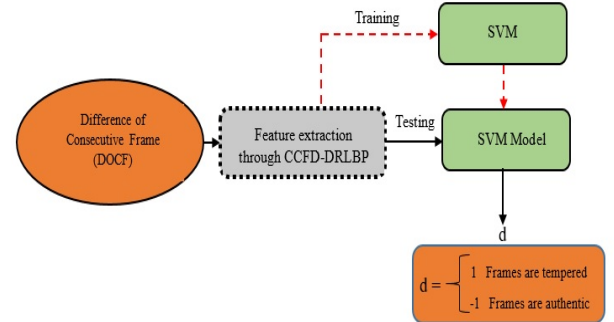 Training
SVM
Difference of
Consecutive Frame
(DOCF)
Feature extraction
through CCFD-DRLBP
Testing
SVM Model
d
d =
1 Frames are tempered
-1 Frames are authentic